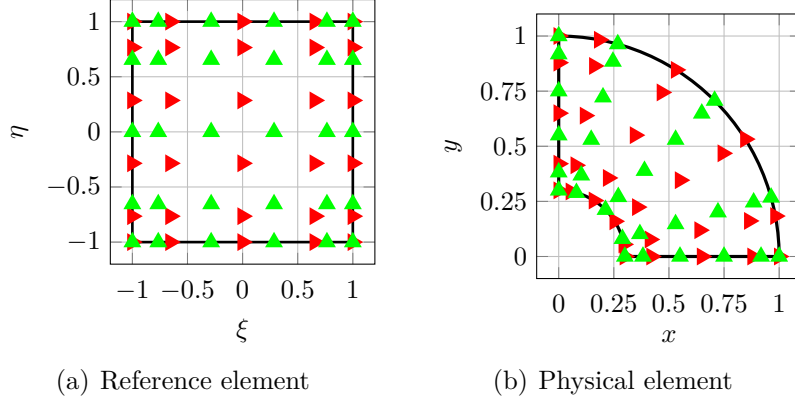 1
0.5
0
−0.5
−1
η
−1 −0.5 0 0.5 1
ξ
(a) Reference element
1
0.75
0.5
0.25
0
y
0 0.25 0.5 0.75 1
x
(b) Physical element